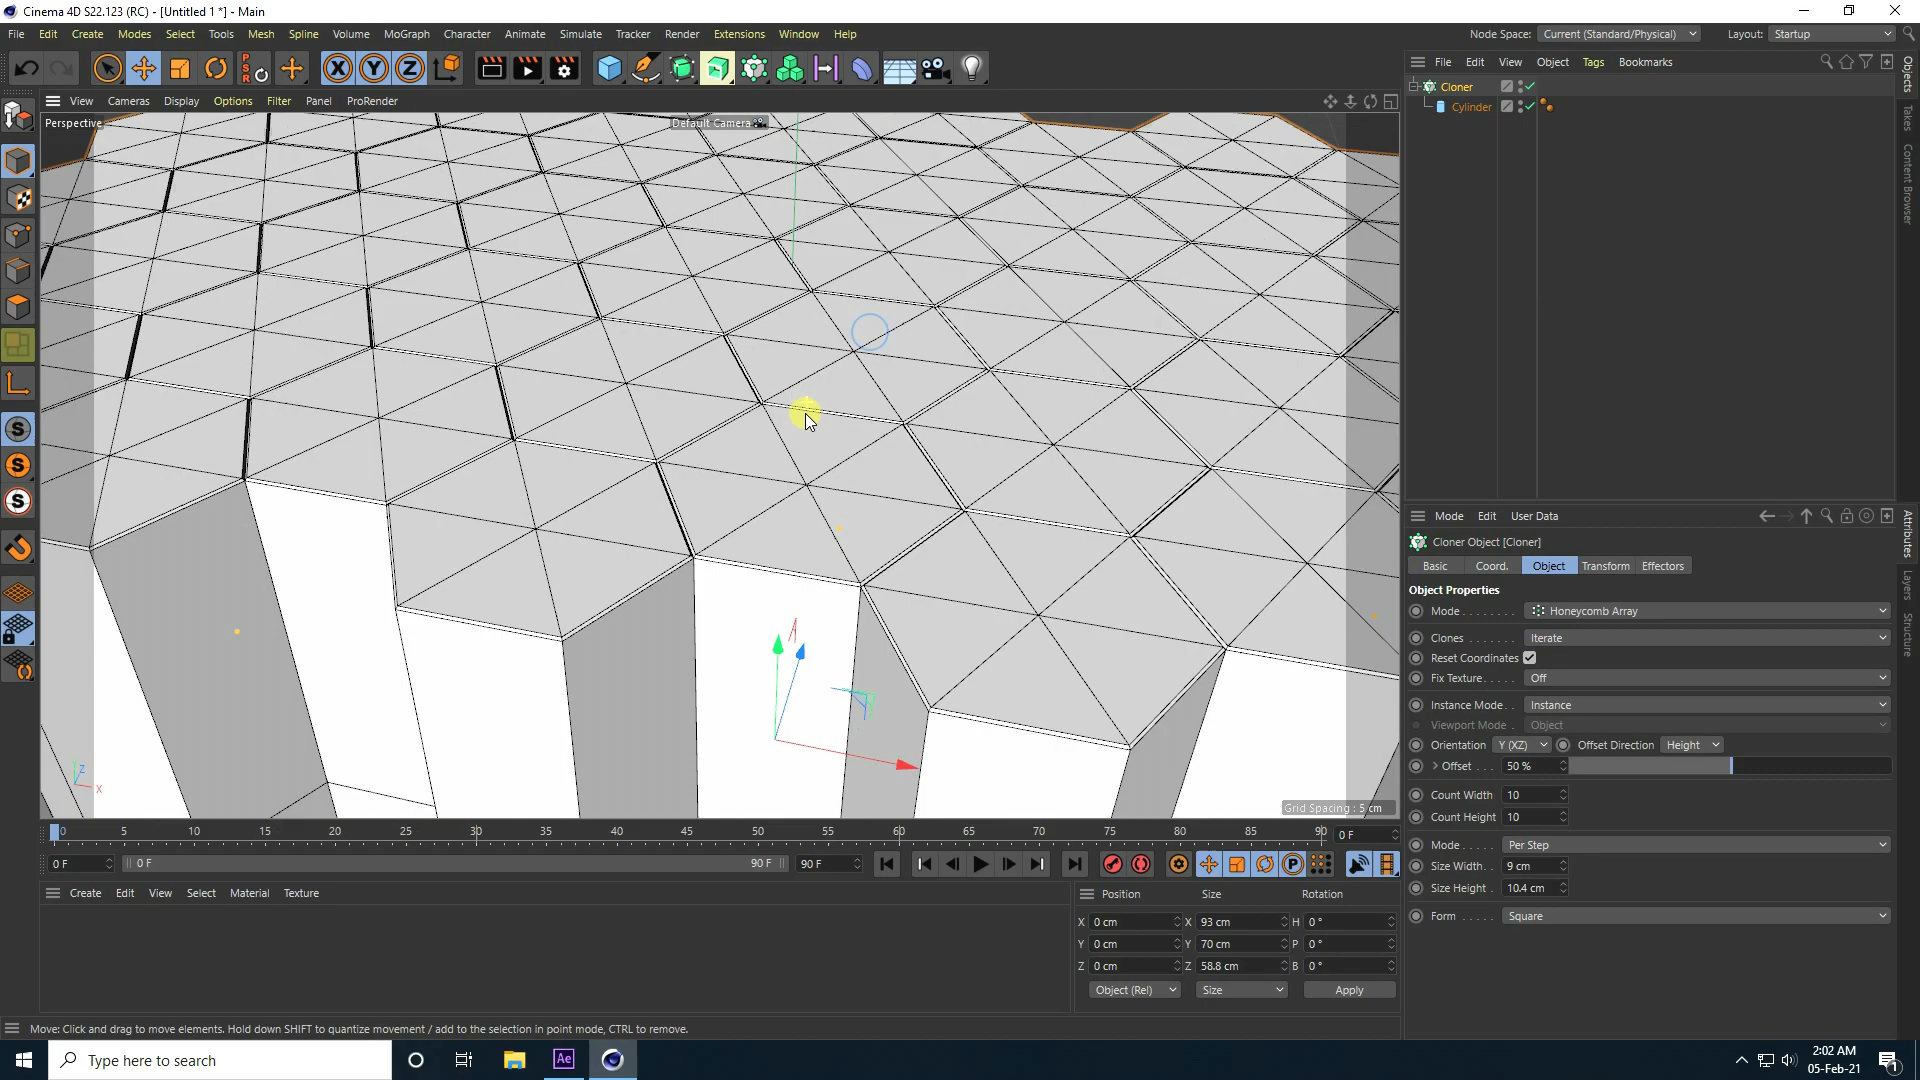 Cinema 4D S22.123 (RC) - [Untitled 1 *] - Main
File Edit Create Modes Select Tools Mesh Spline Volume MoGraph Character Animate Simulate Tracker Render Extensions Window Help
Node Space: Current (Standard/Physical) Layout: Startup
X Y Z
PSR
View Cameras Display Options Filter Panel ProRender
File Edit View Object Tags Bookmarks
Perspective
Default Camera
Cloner
Cylinder
Objects
Takes
Content Browser
Attributes
Layers
Structure
Mode Edit User Data
Cloner Object [Cloner]
Basic Coord. Object Transform Effectors
Object Properties
Mode . . . . . . . . Honeycomb Array
Clones . . . . . . . Iterate
Reset Coordinates
Fix Texture . . . . . Off
Instance Mode . . Instance
Viewport Mode . Object
Orientation Y (XZ) Offset Direction Height
Offset . . . 50 %
Count Width 10
Count Height 10
Mode . . . . . . Per Step
Size Width . . 9 cm
Size Height . 10.4 cm
Form . . . . . Square
Grid Spacing : 5 cm
0 5 10 15 20 25 30 35 40 45 50 55 60 65 70 75 80 85 90 0 F
0 F 0 F 90 F 90 F
Create Edit View Select Material Texture
Position Size Rotation
X 0 cm X 93 cm H 0 °
Y 0 cm Y 70 cm P 0 °
Z 0 cm Z 58.8 cm B 0 °
Object (Rel) Size Apply
Move: Click and drag to move elements. Hold down SHIFT to quantize movement / add to the selection in point mode, CTRL to remove.
Type here to search
Ae
2:02 AM
05-Feb-21
1